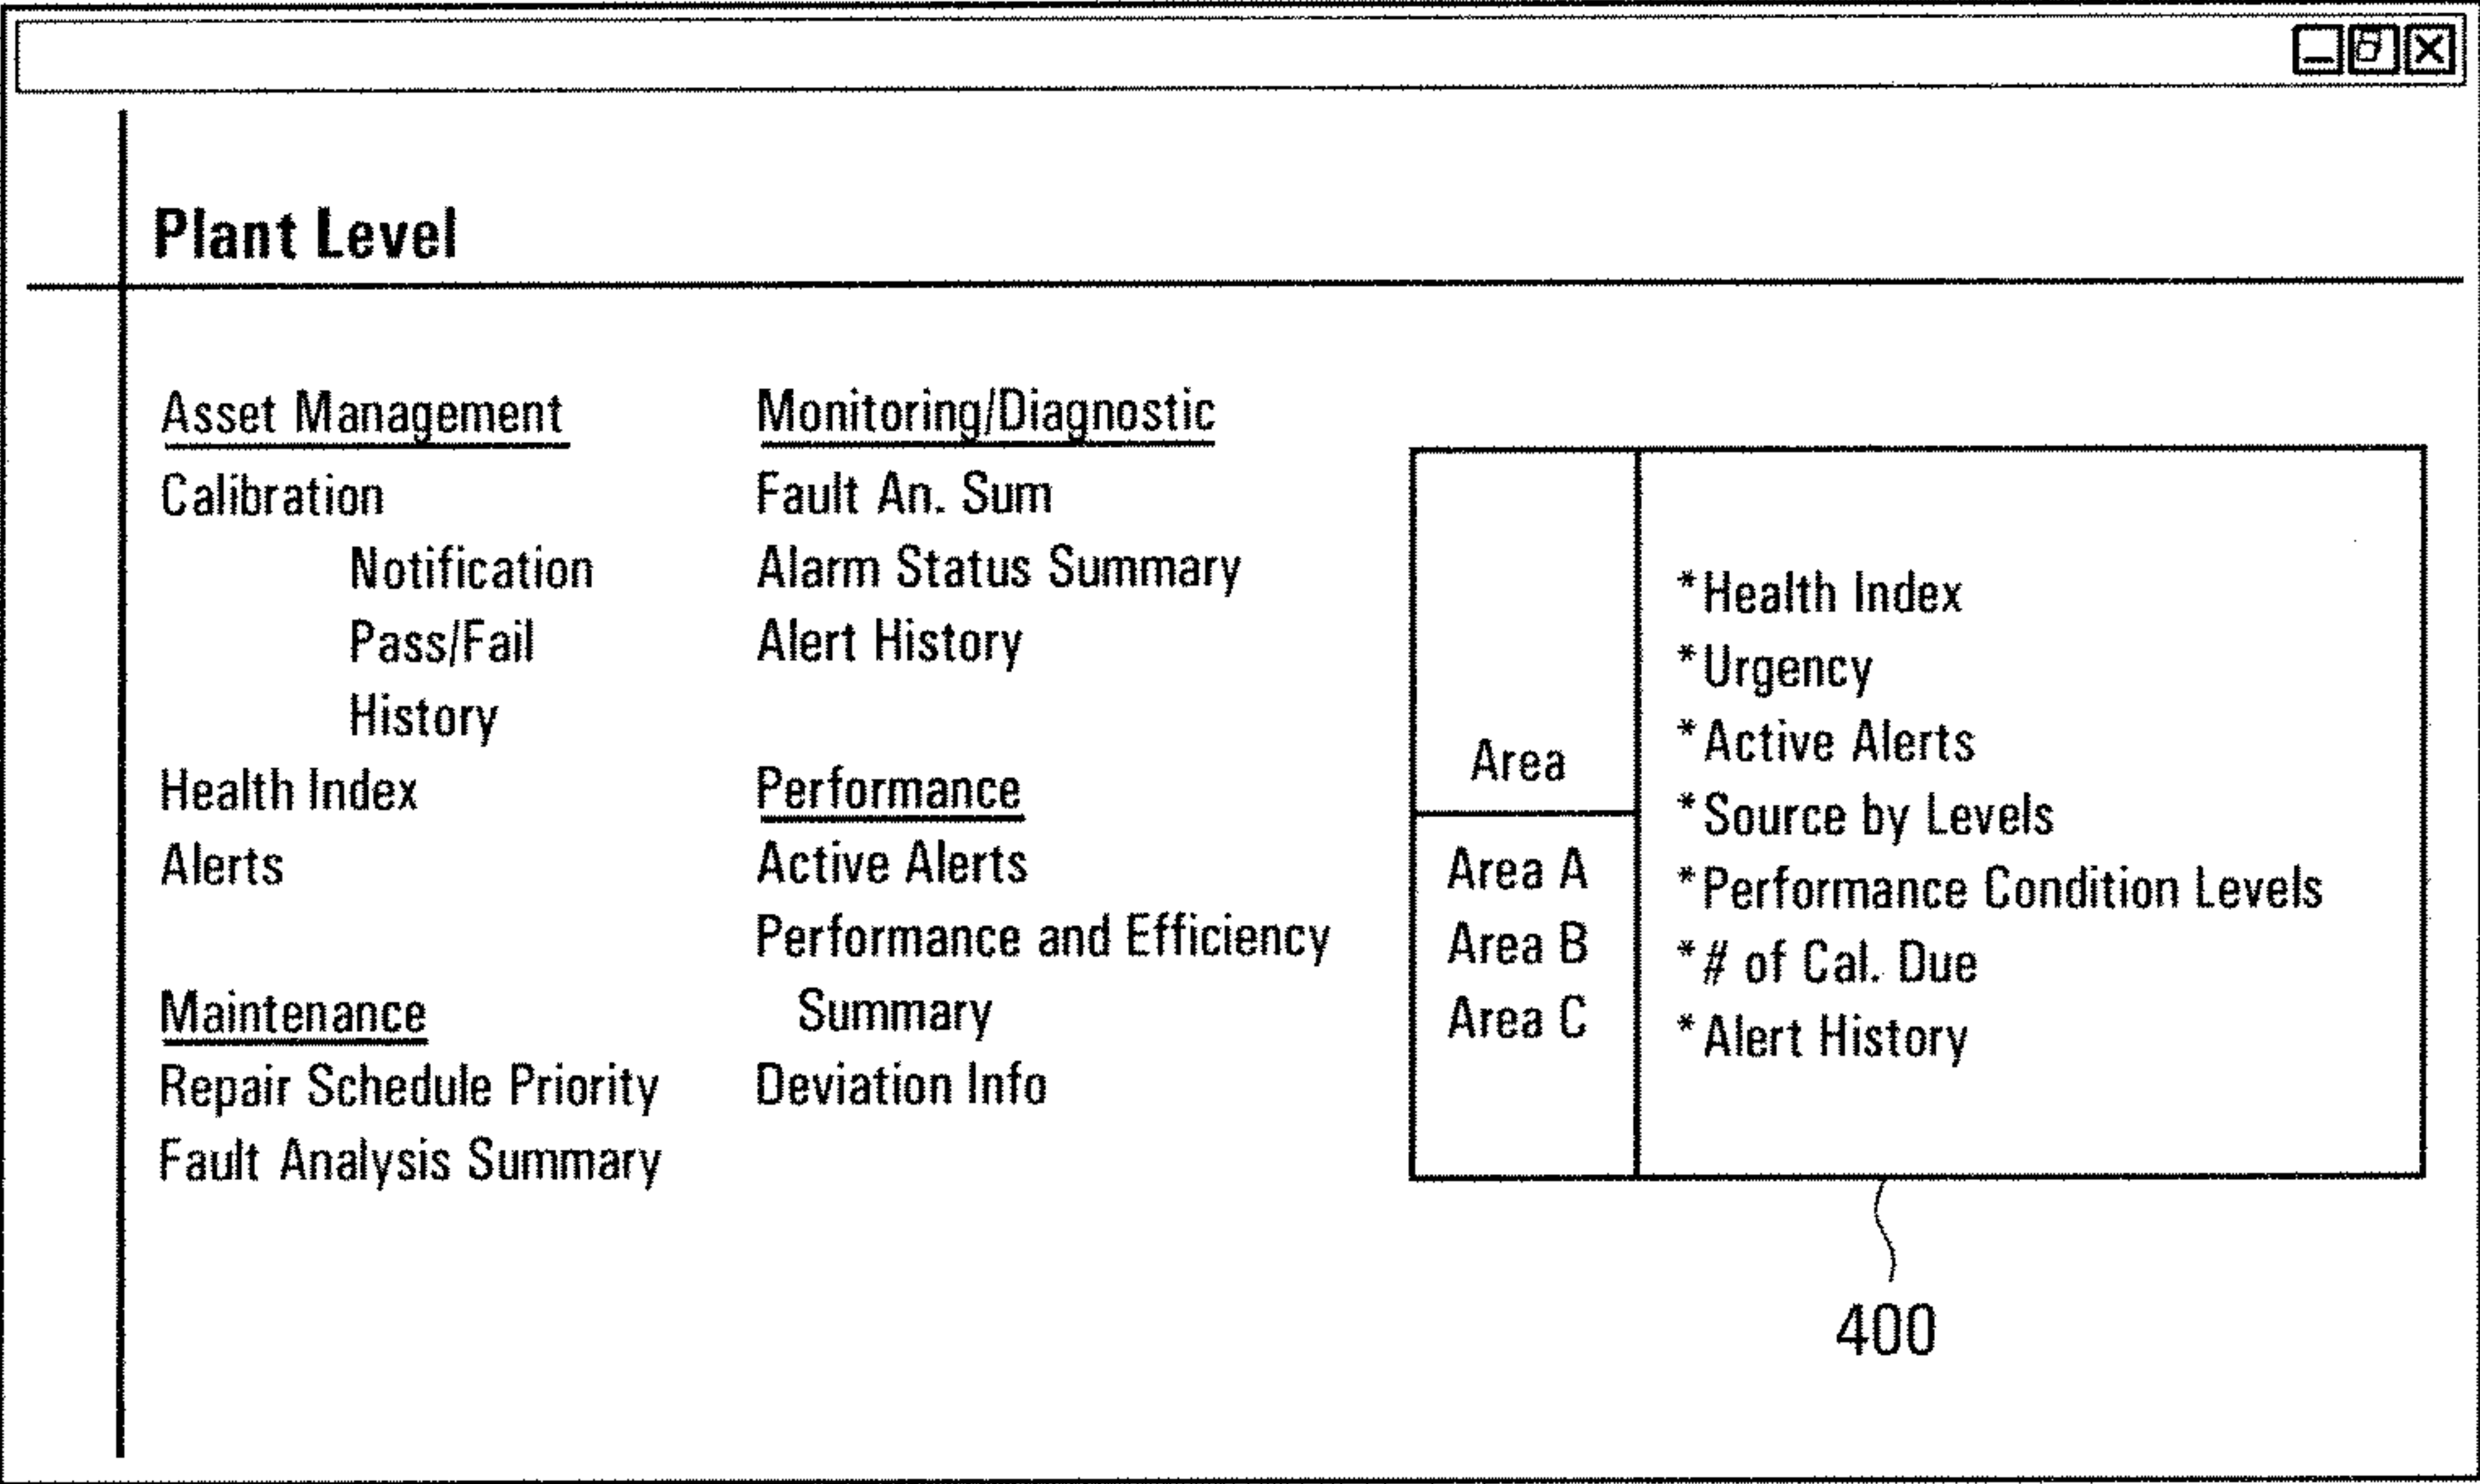 Plant Level
Asset Management
Calibration
Notification
Pass/Fail
History
Health Index
Alerts
Maintenance
Repair Schedule Priority
Fault Analysis Summary
Monitoring/Diagnostic
Fault An. Sum
Alarm Status Summary
Alert History
Performance
Active Alerts
Performance and Efficiency
Summary
Deviation Info
Area
Area A
Area B
Area C
*Health Index
*Urgency
*Active Alerts
*Source by Levels
*Performance Condition Levels
*# of Cal. Due
*Alert History
400